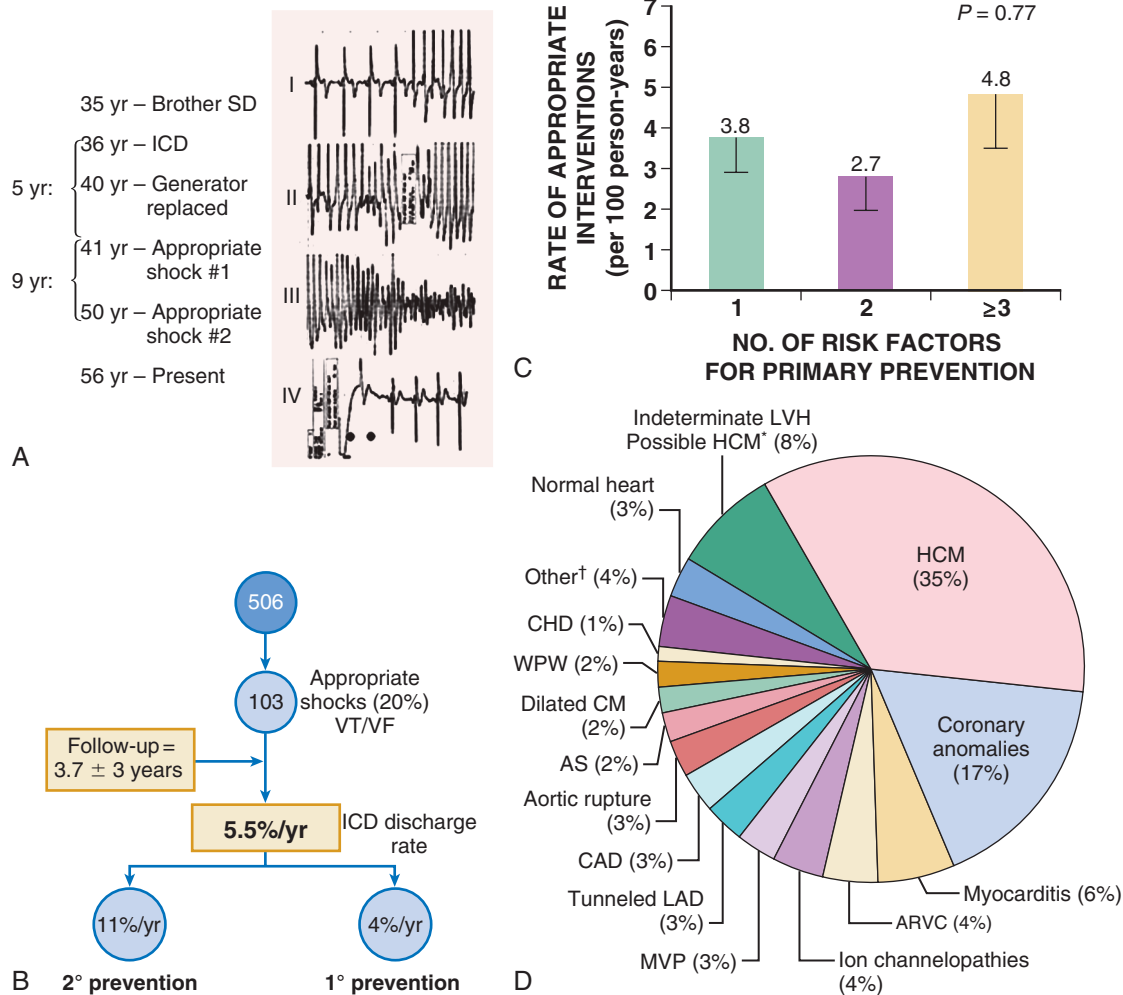 35 yr – Brother SD
36 yr – ICD
5 yr:
40 yr – Generator
replaced
41 yr – Appropriate
shock #1
9 yr:
50 yr – Appropriate
shock #2
56 yr – Present
I
II
III
IV
A
506
103
Appropriate
shocks (20%)
VT/VF
Follow-up =
3.7 ± 3 years
5.5%/yr
ICD discharge
rate
11%/yr
4%/yr
2° prevention
1° prevention
B
RATE OF APPROPRIATE
INTERVENTIONS
(per 100 person-years)
7
6
5
4
3
2
1
0
P = 0.77
3.8
2.7
4.8
1
2
≥3
NO. OF RISK FACTORS
FOR PRIMARY PREVENTION
C
Indeterminate LVH
Possible HCM* (8%)
Normal heart
(3%)
Other† (4%)
CHD (1%)
WPW (2%)
Dilated CM
(2%)
AS (2%)
Aortic rupture
(3%)
CAD (3%)
Tunneled LAD
(3%)
MVP (3%)
Ion channelopathies
(4%)
ARVC (4%)
Myocarditis (6%)
Coronary
anomalies
(17%)
HCM
(35%)
D